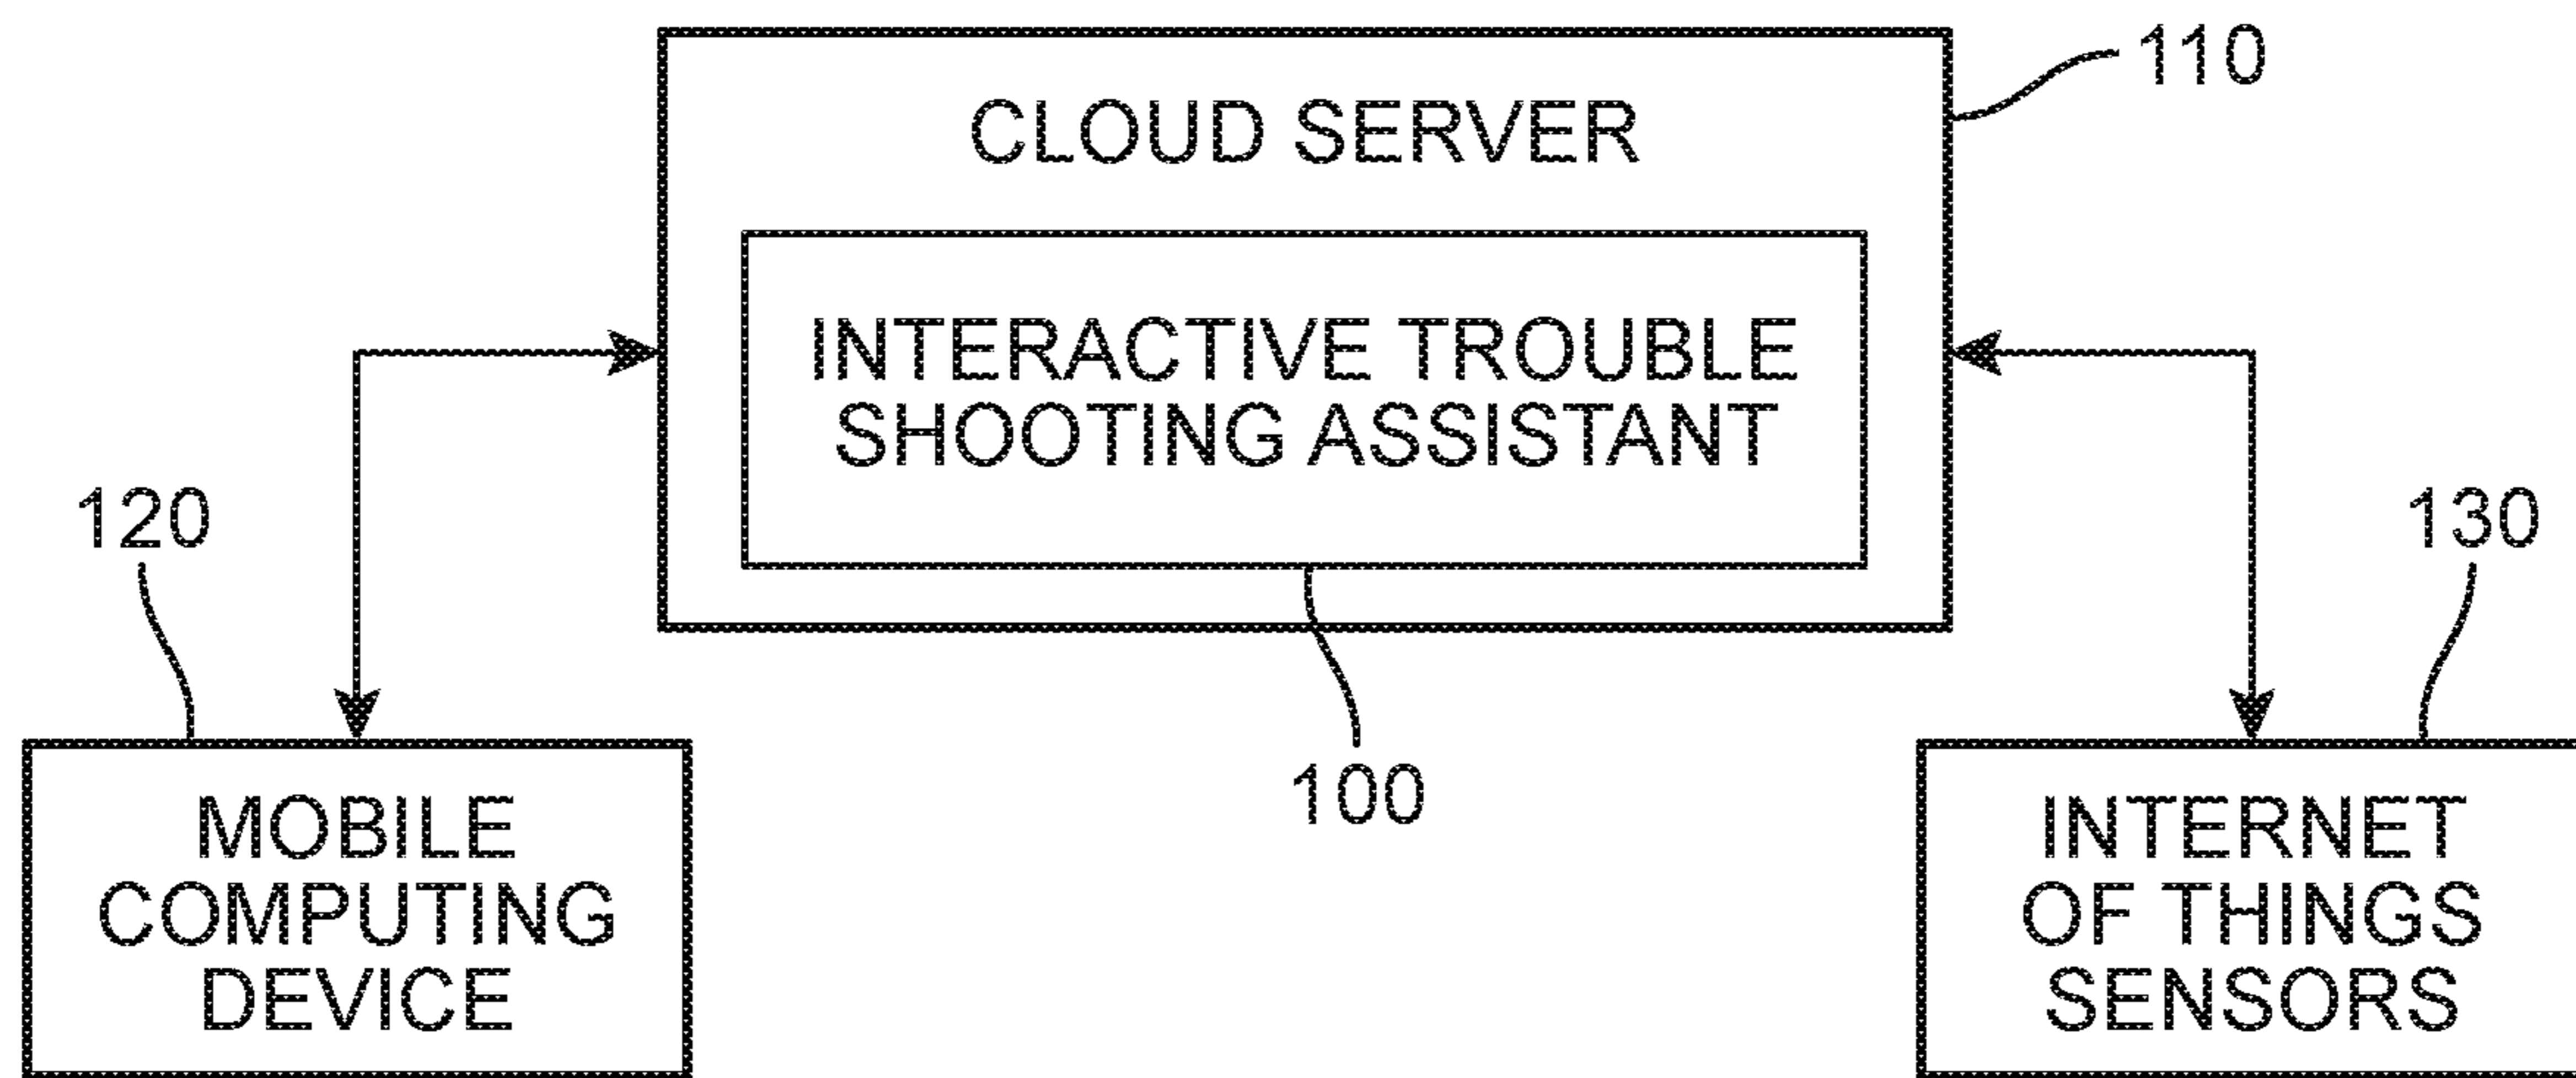 110
CLOUD SERVER
INTERACTIVE TROUBLE
SHOOTING ASSISTANT
120
130
100
MOBILE
COMPUTING
DEVICE
INTERNET
OF THINGS
SENSORS